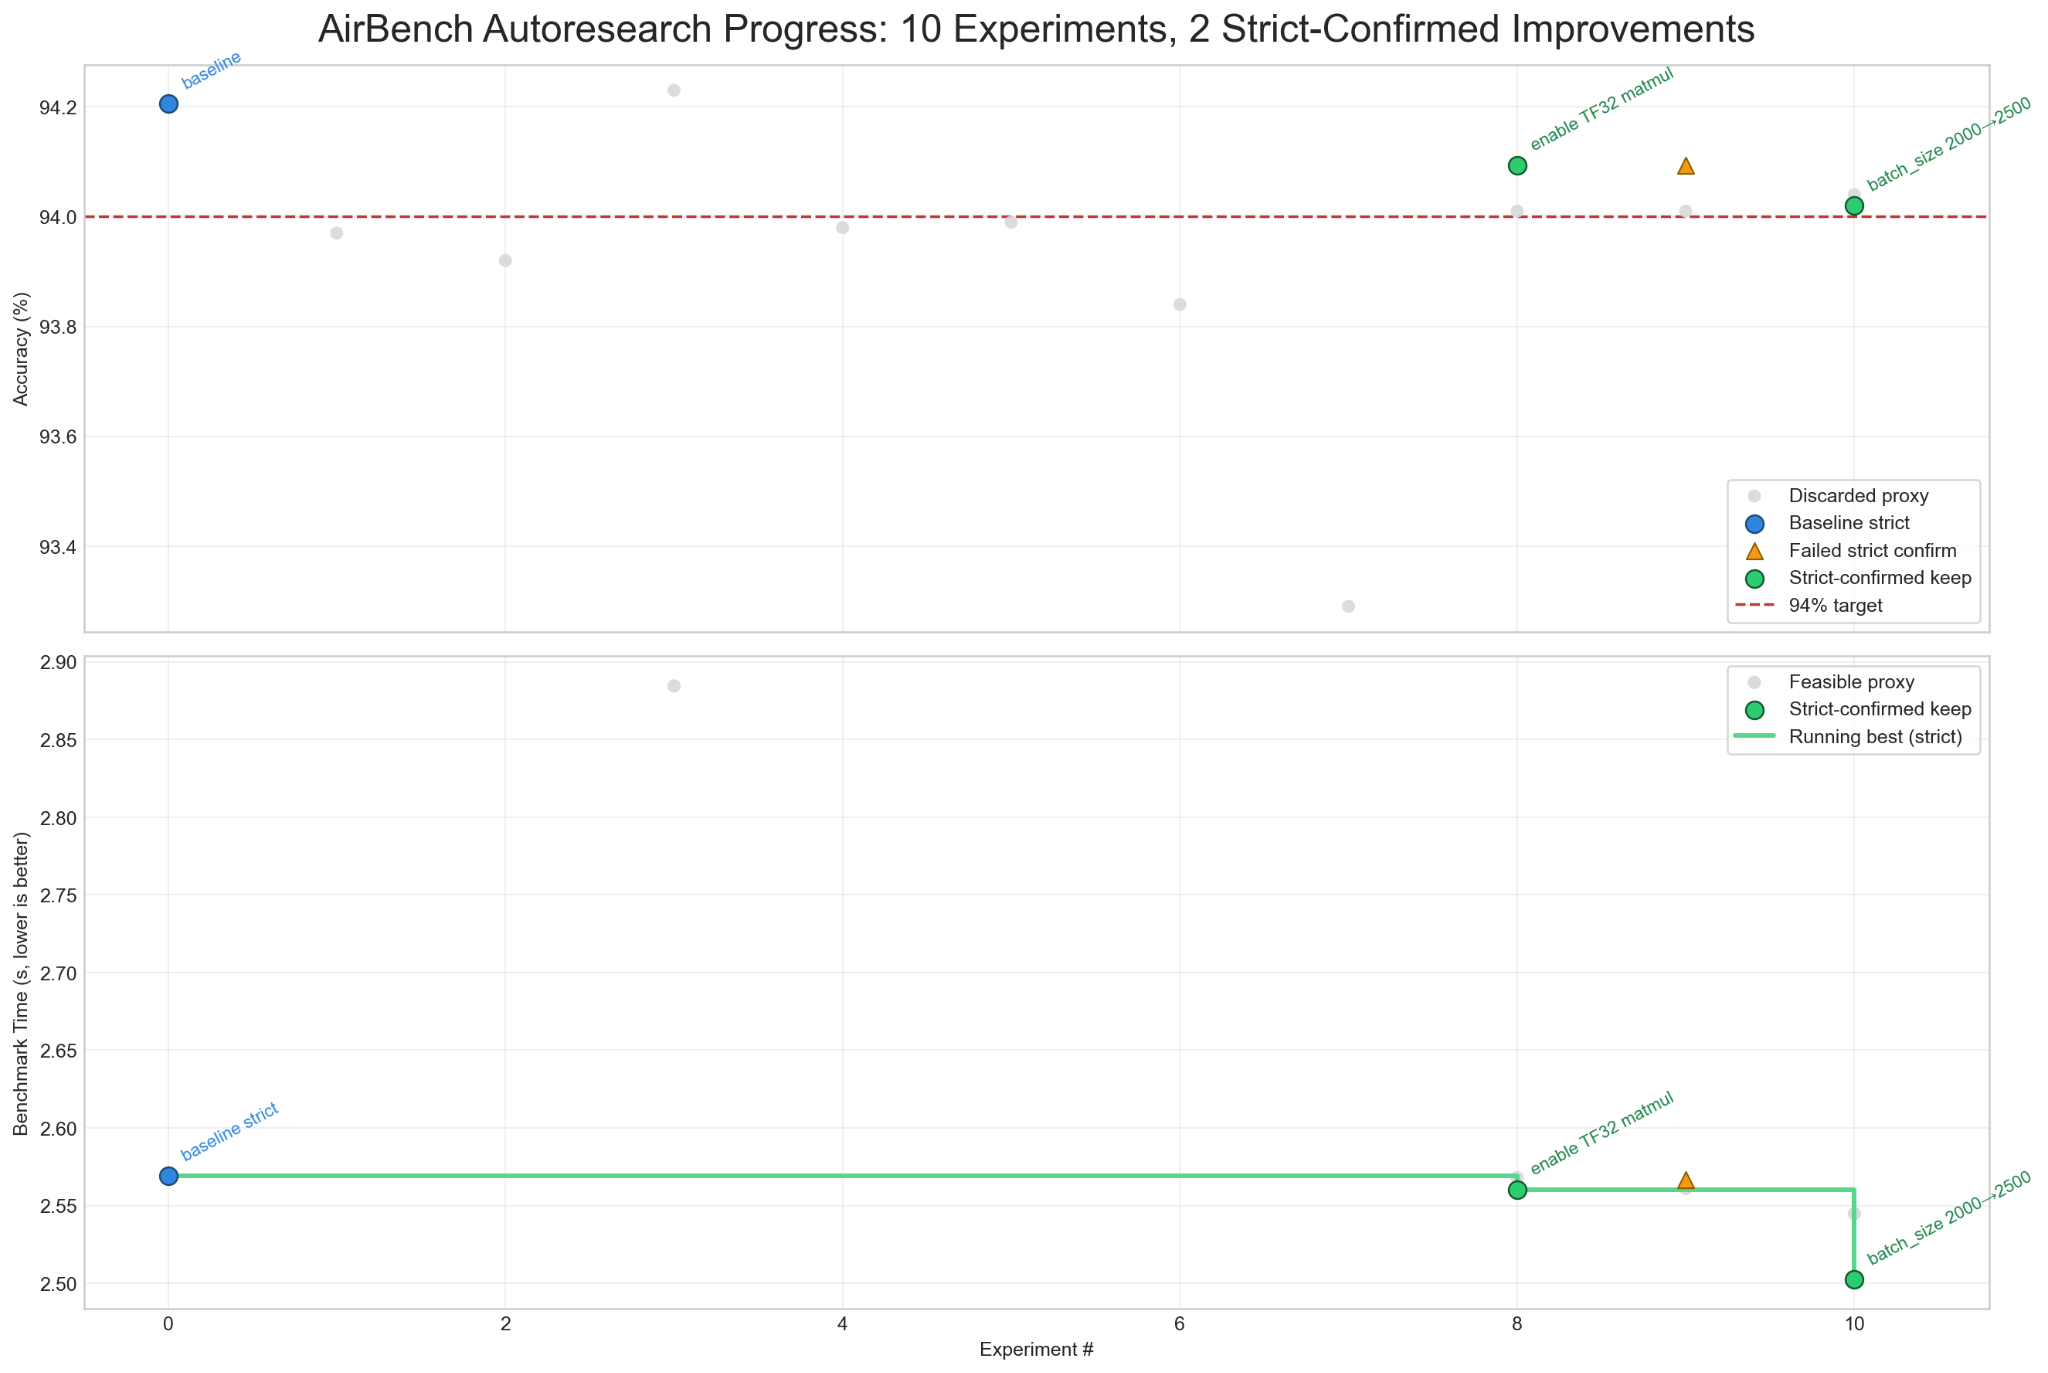 AirBench Autoresearch Progress: 10 Experiments, 2 Strict-Confirmed Improvements
baseline
enable TF32 matmul
batch_size 2000→2500
94.2
94.0
93.8
93.6
93.4
Accuracy (%)
Discarded proxy
Baseline strict
Failed strict confirm
Strict-confirmed keep
94% target
2.90
2.85
2.80
2.75
2.70
2.65
2.60
2.55
2.50
Benchmark Time (s, lower is better)
Feasible proxy
Strict-confirmed keep
Running best (strict)
baseline strict
enable TF32 matmul
batch_size 2000→2500
0
2
4
6
8
10
Experiment #